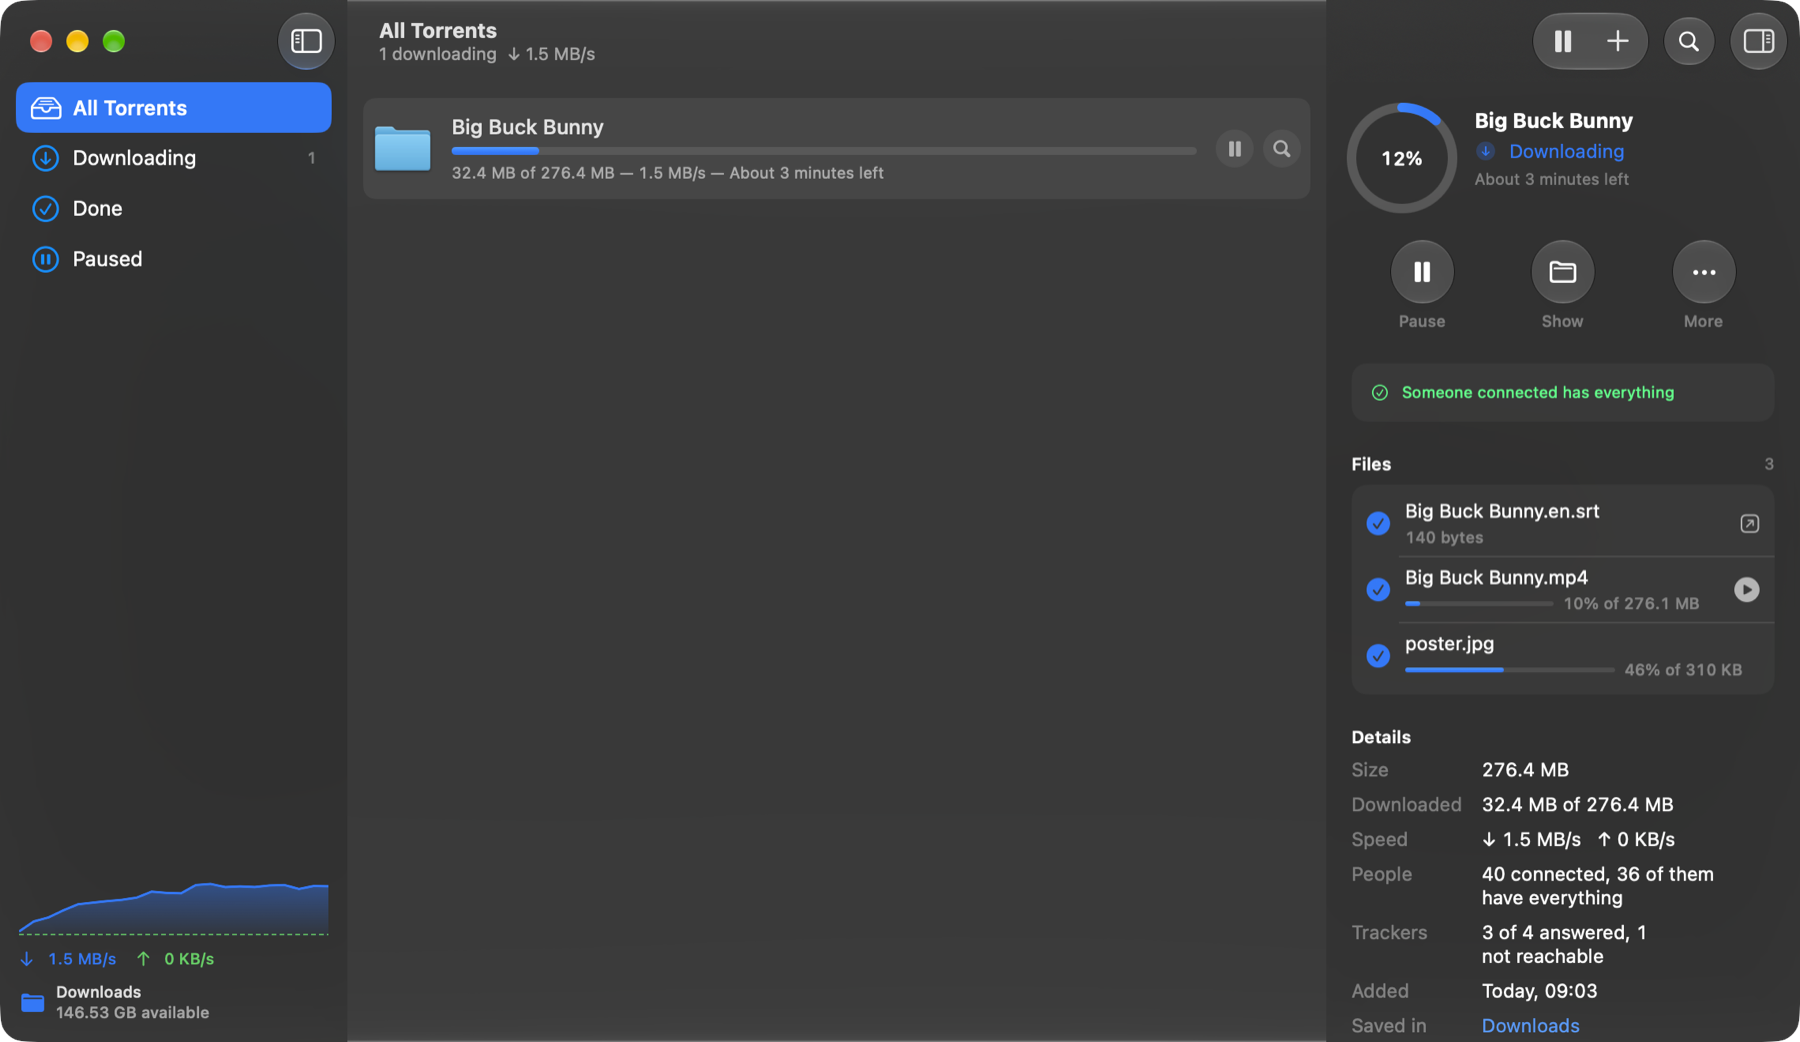 All Torrents
Downloading 1
Done
Paused
1.5 MB/s 0 KB/s
Downloads
146.53 GB available
All Torrents
1 downloading ↓ 1.5 MB/s
Big Buck Bunny
32.4 MB of 276.4 MB — 1.5 MB/s — About 3 minutes left
12%
Big Buck Bunny
Downloading
About 3 minutes left
Pause Show More
Someone connected has everything
Files 3
Big Buck Bunny.en.srt
140 bytes
Big Buck Bunny.mp4
10% of 276.1 MB
poster.jpg
46% of 310 KB
Details
Size 276.4 MB
Downloaded 32.4 MB of 276.4 MB
Speed ↓ 1.5 MB/s ↑ 0 KB/s
People 40 connected, 36 of them
have everything
Trackers 3 of 4 answered, 1
not reachable
Added Today, 09:03
Saved in Downloads